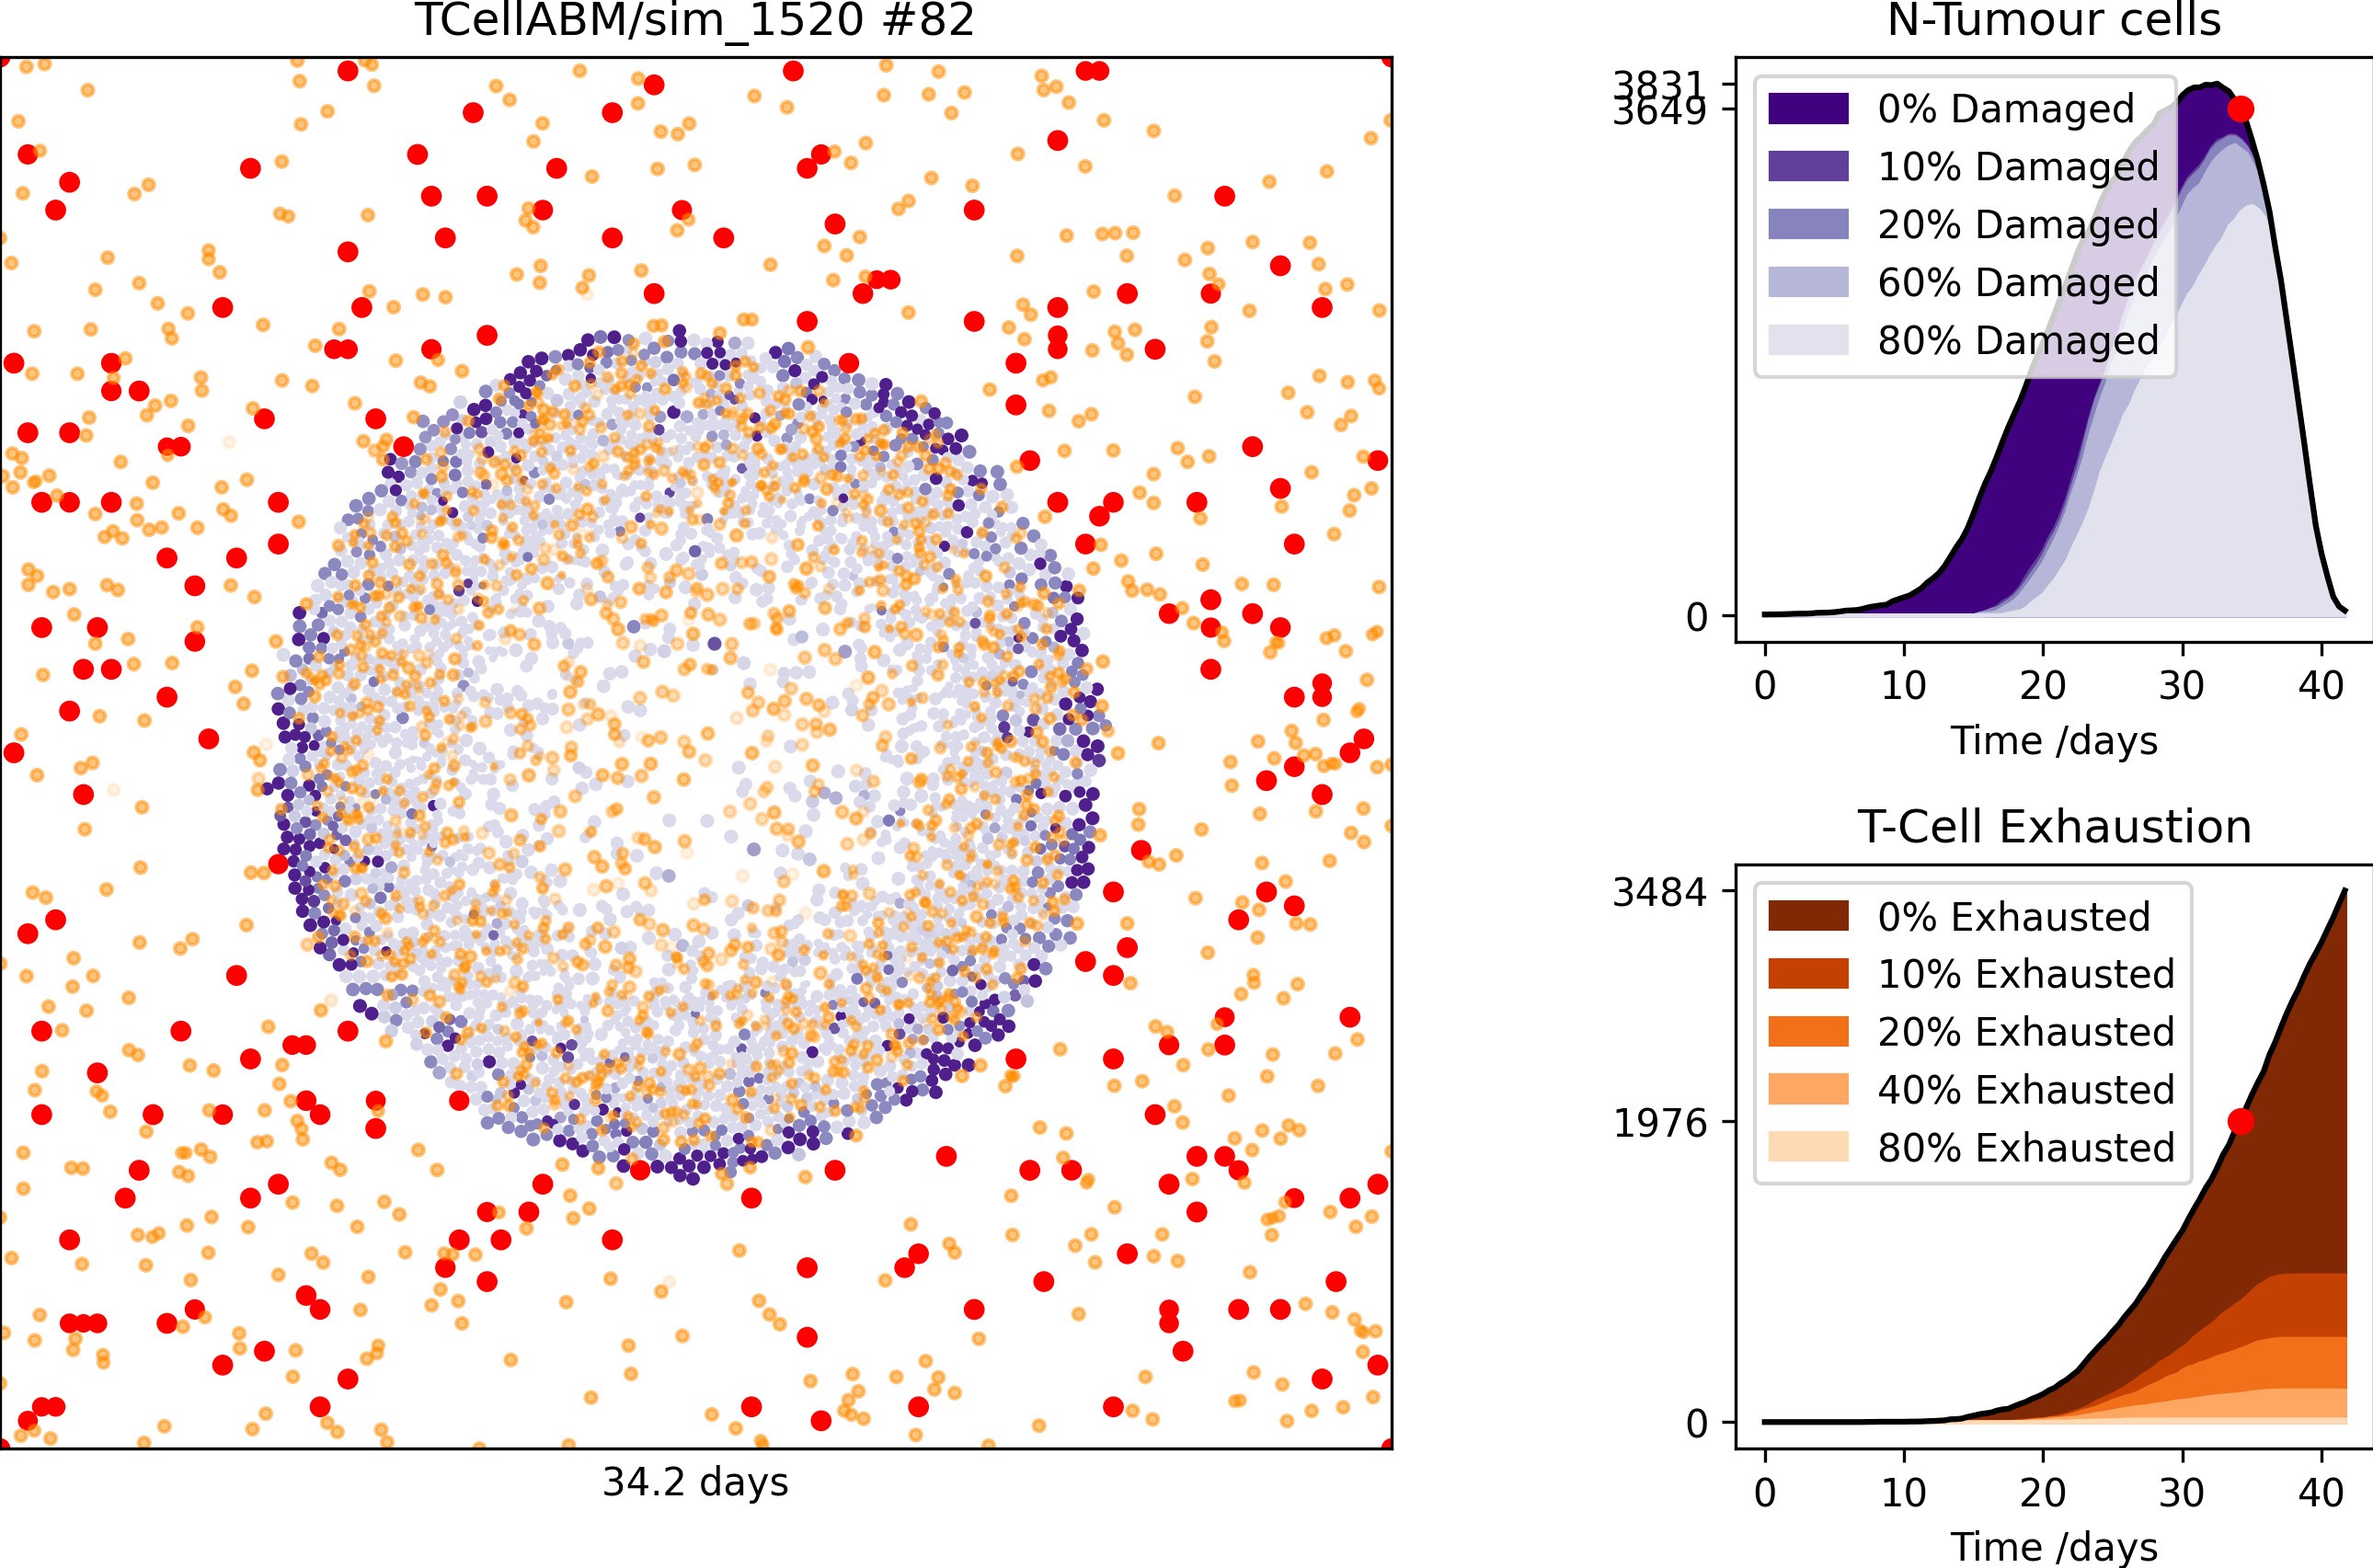 TCellABM/sim_1520 #82
34.2 days
N-Tumour cells
3831
3649
0
0% Damaged
10% Damaged
20% Damaged
60% Damaged
80% Damaged
0 10 20 30 40
Time /days
T-Cell Exhaustion
3484
1976
0
0% Exhausted
10% Exhausted
20% Exhausted
40% Exhausted
80% Exhausted
0 10 20 30 40
Time /days